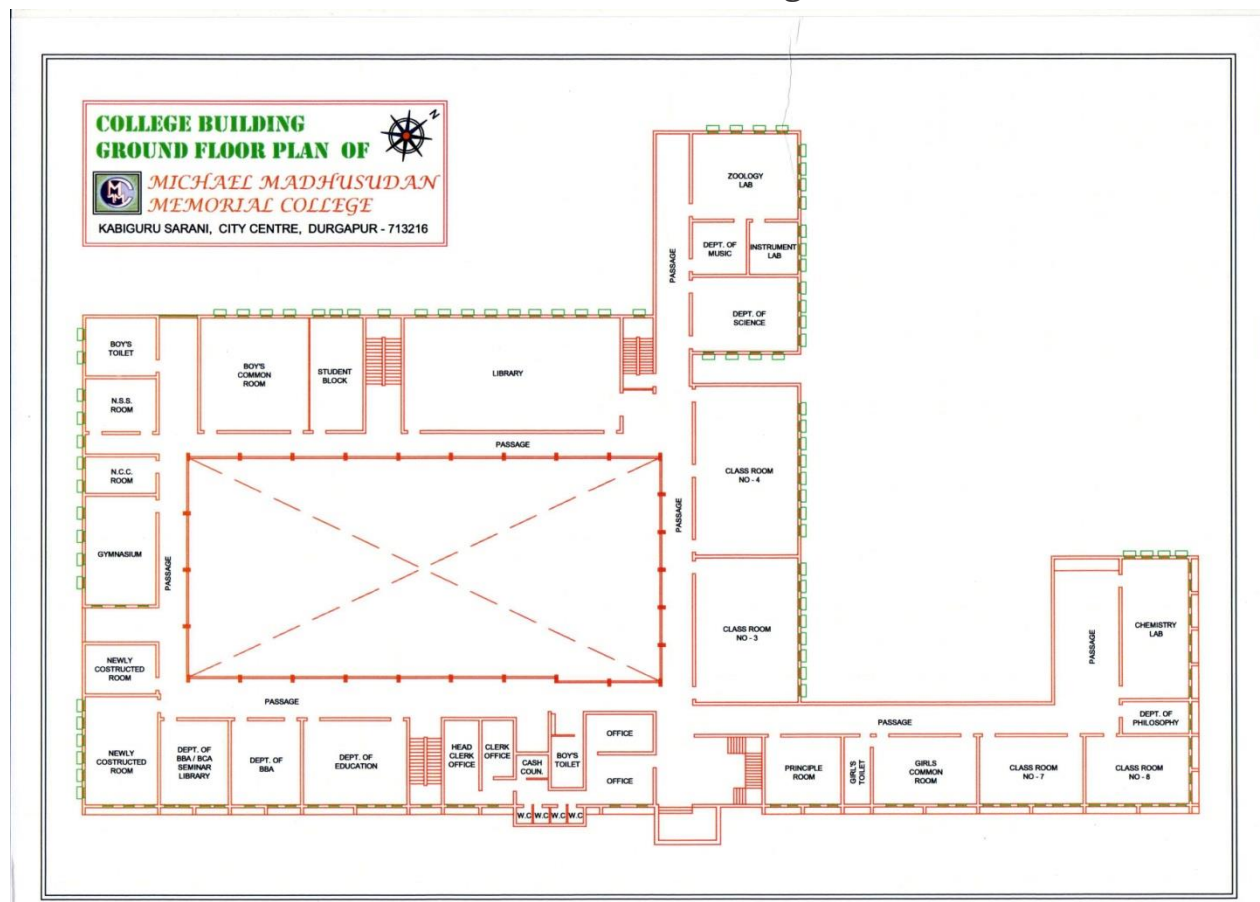 COLLEGE BUILDING
GROUND FLOOR PLAN OF
MICHAEL MADHUSUDAN
MEMORIAL COLLEGE
KABIGURU SARANI, CITY CENTRE, DURGAPUR - 713216
N
ZOOLOGY
LAB
DEPT. OF
MUSIC
INSTRUMENT
LAB
PASSAGE
DEPT. OF
SCIENCE
BOY'S
TOILET
N.S.S.
ROOM
BOY'S
COMMON
ROOM
STUDENT
BLOCK
LIBRARY
PASSAGE
N.C.C.
ROOM
GYMNASIUM
PASSAGE
PASSAGE
CLASS ROOM
NO - 4
CLASS ROOM
NO - 3
NEWLY
COSTRUCTED
ROOM
PASSAGE
NEWLY
COSTRUCTED
ROOM
DEPT. OF
BBA / BCA
SEMINAR
LIBRARY
DEPT. OF
BBA
DEPT. OF
EDUCATION
HEAD
CLERK
OFFICE
CLERK
OFFICE
CASH
COUN.
BOY'S
TOILET
OFFICE
OFFICE
W.C
W.C
W.C
W.C
PASSAGE
CHEMISTRY
LAB
PASSAGE
DEPT. OF
PHILOSOPHY
PRINCIPLE
ROOM
GIRL'S
TOILET
GIRLS
COMMON
ROOM
CLASS ROOM
NO - 7
CLASS ROOM
NO - 8